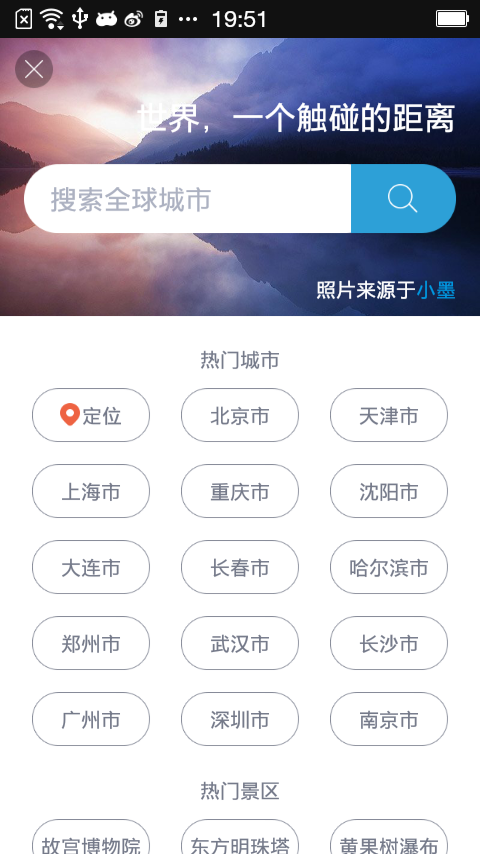 19:51
世界，一个触碰的距离
搜索全球城市
照片来源于小墨
热门城市
定位 北京市 天津市
上海市 重庆市 沈阳市
大连市 长春市 哈尔滨市
郑州市 武汉市 长沙市
广州市 深圳市 南京市
热门景区
故宫博物院 东方明珠塔 黄果树瀑布